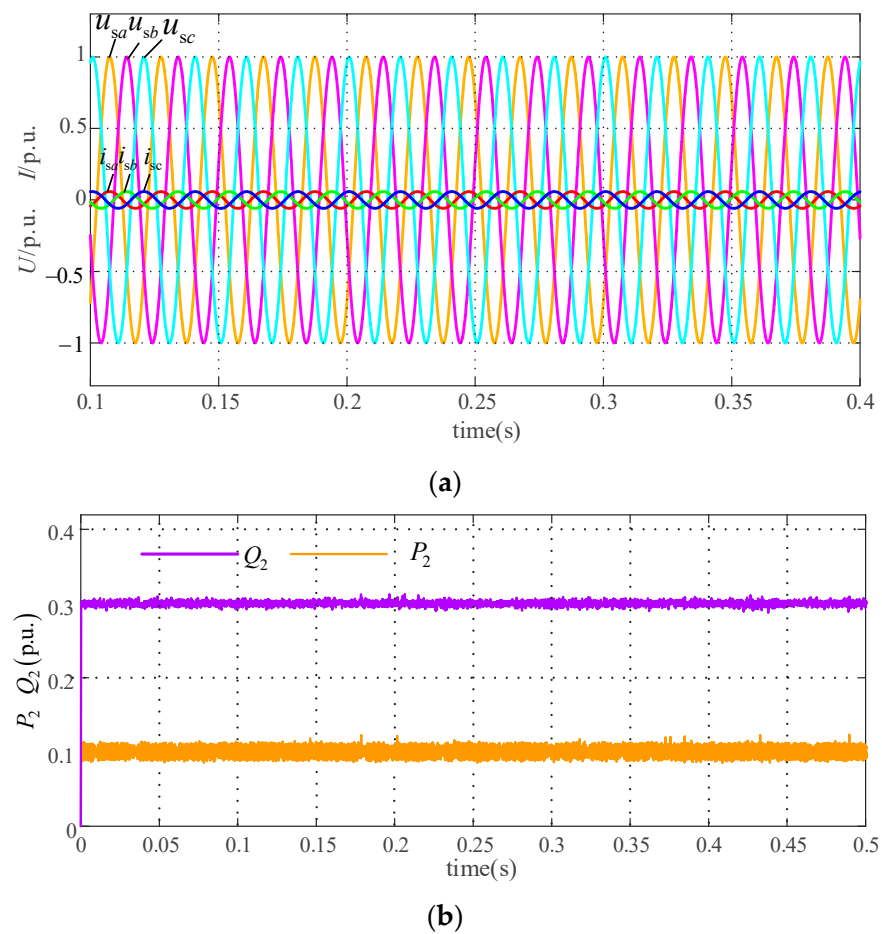 u_sa u_sb u_sc
1
0.5
i_sa i_sb i_sc
0
−0.5
−1
U/p.u. I/p.u.
0.1 0.15 0.2 0.25 0.3 0.35 0.4
time(s)
(a)
0.4
Q_2 P_2
0.3
0.2
0.1
0
P_2 Q_2 (p.u.)
0 0.05 0.1 0.15 0.2 0.25 0.3 0.35 0.4 0.45 0.5
time(s)
(b)